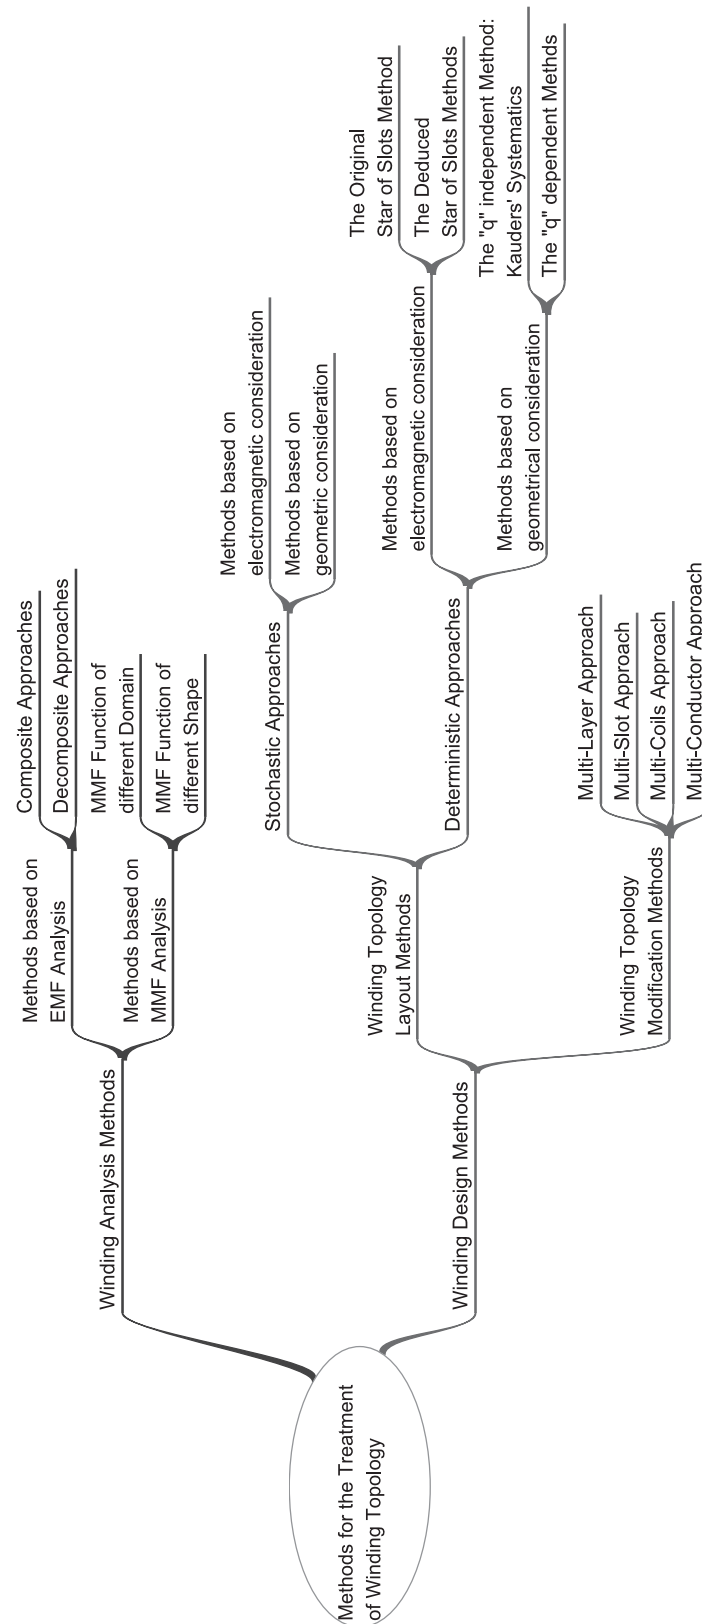 Methods for the Treatment
of Winding Topology
Winding Analysis Methods
Methods based on
EMF Analysis
Composite Approaches
Decomposite Approaches
Methods based on
MMF Analysis
MMF Function of
different Domain
MMF Function of
different Shape
Winding Design Methods
Winding Topology
Layout Methods
Stochastic Approaches
Methods based on
electromagnetic consideration
Methods based on
geometric consideration
Deterministic Approaches
Methods based on
electromagnetic consideration
The Original
Star of Slots Method
The Deduced
Star of Slots Methods
Methods based on
geometrical consideration
The "q" independent Method:
Kauders' Systematics
The "q" dependent Methds
Winding Topology
Modification Methods
Multi-Layer Approach
Multi-Slot Approach
Multi-Coils Approach
Multi-Conductor Approach